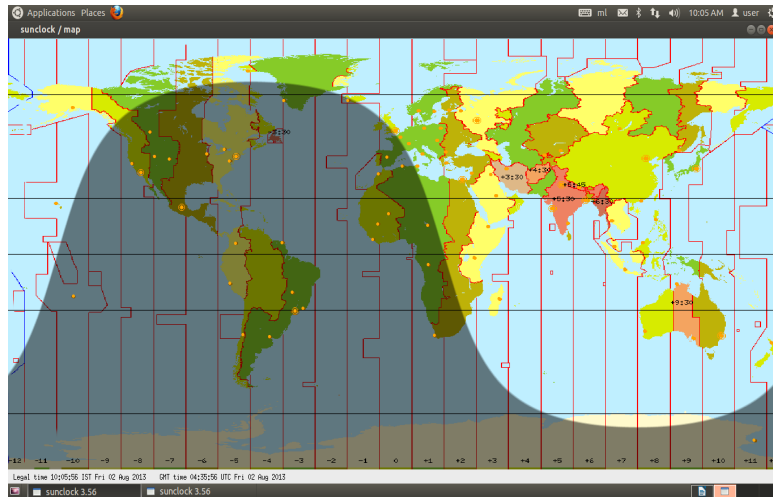 Applications Places ml 10:05 AM user
sunclock / map
-3:30
+3:30 +4:30
+5:45
+5:30 +6:30
+9:30
-12 -11 -10 -9 -8 -7 -6 -5 -4 -3 -2 -1 0 +1 +2 +3 +4 +5 +6 +7 +8 +9 +10 +11 +
Legal time 10:05:56 IST Fri 02 Aug 2013 GMT time 04:35:56 UTC Fri 02 Aug 2013
sunclock 3.56 sunclock 3.56